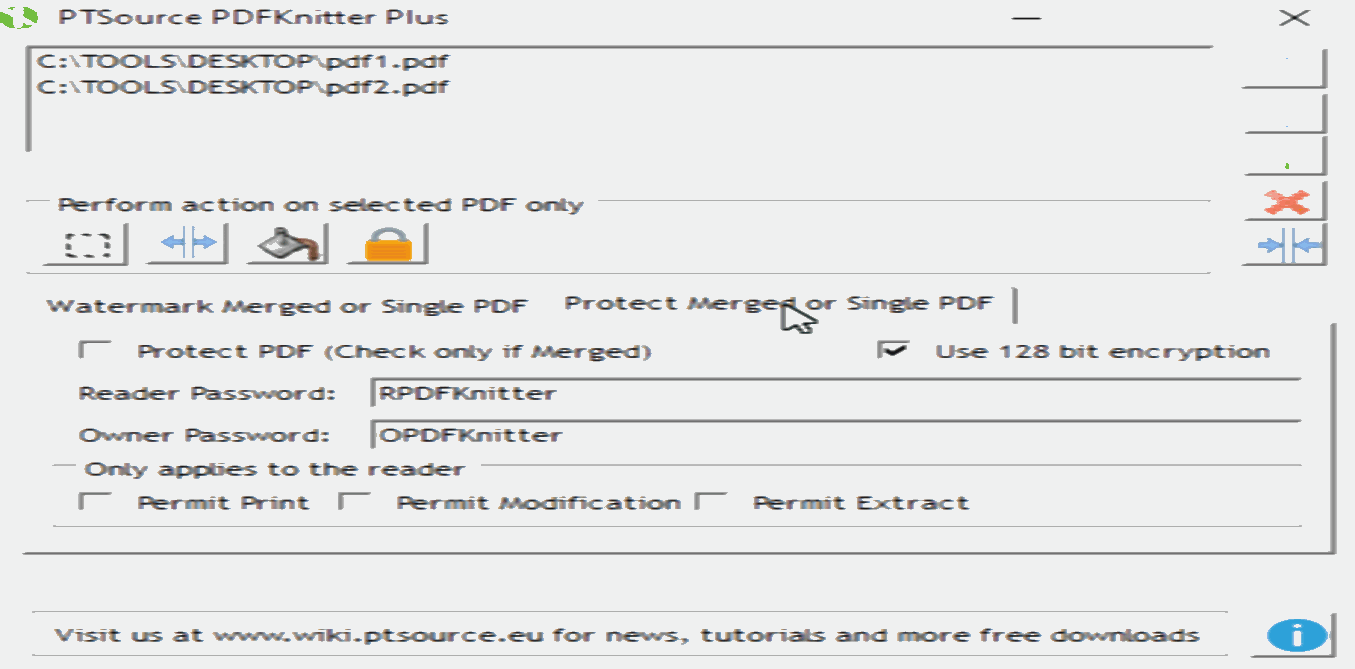 PTSource PDFKnitter Plus
C:\TOOLS\DESKTOP\pdf1.pdf
C:\TOOLS\DESKTOP\pdf2.pdf
Perform action on selected PDF only
Watermark Merged or Single PDF Protect Merged or Single PDF
Protect PDF (Check only if Merged) Use 128 bit encryption
Reader Password: RPDFKnitter
Owner Password: OPDFKnitter
Only applies to the reader
Permit Print Permit Modification Permit Extract
Visit us at www.wiki.ptsource.eu for news, tutorials and more free downloads